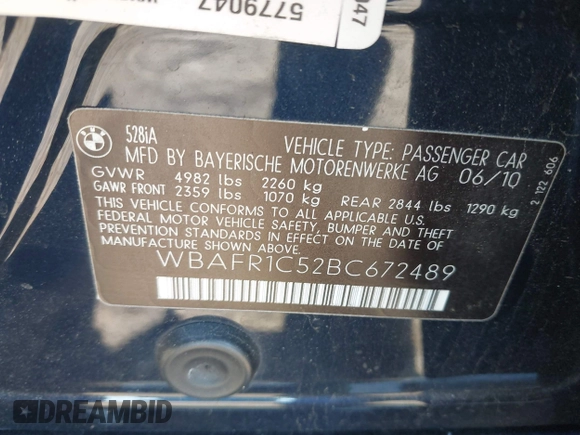 5779047
047
BMW
528iA
VEHICLE TYPE: PASSENGER CAR
MFD BY BAYERISCHE MOTORENWERKE AG 06/10
GVWR 4982 lbs 2260 kg
GAWR FRONT 2359 lbs 1070 kg REAR 2844 lbs 1290 kg
THIS VEHICLE CONFORMS TO ALL APPLICABLE U.S.
FEDERAL MOTOR VEHICLE SAFETY, BUMPER, AND THEFT
PREVENTION STANDARDS IN EFFECT ON THE DATE
OF MANUFACTURE SHOWN ABOVE.
WBAFR1C52BC672489
2 122 606
DREAMBID